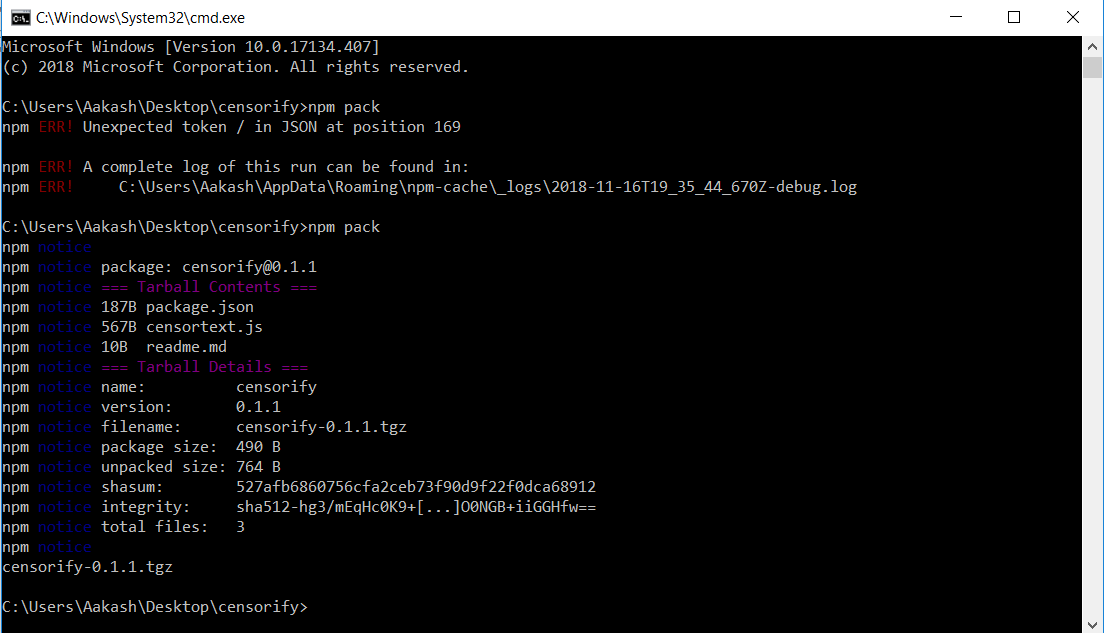 C:\Windows\System32\cmd.exe
Microsoft Windows [Version 10.0.17134.407]
(c) 2018 Microsoft Corporation. All rights reserved.
C:\Users\Aakash\Desktop\censorify>npm pack
npm ERR! Unexpected token / in JSON at position 169
npm ERR! A complete log of this run can be found in:
npm ERR!     C:\Users\Aakash\AppData\Roaming\npm-cache\_logs\2018-11-16T19_35_44_670Z-debug.log
C:\Users\Aakash\Desktop\censorify>npm pack
npm notice
npm notice package: censorify@0.1.1
npm notice === Tarball Contents ===
npm notice 187B package.json
npm notice 567B censortext.js
npm notice 10B  readme.md
npm notice === Tarball Details ===
npm notice name:          censorify
npm notice version:       0.1.1
npm notice filename:      censorify-0.1.1.tgz
npm notice package size:  490 B
npm notice unpacked size: 764 B
npm notice shasum:        527afb6860756cfa2ceb73f90d9f22f0dca68912
npm notice integrity:     sha512-hg3/mEqHc0K9+[...]O0NGB+iiGGHfw==
npm notice total files:   3
npm notice
censorify-0.1.1.tgz
C:\Users\Aakash\Desktop\censorify>